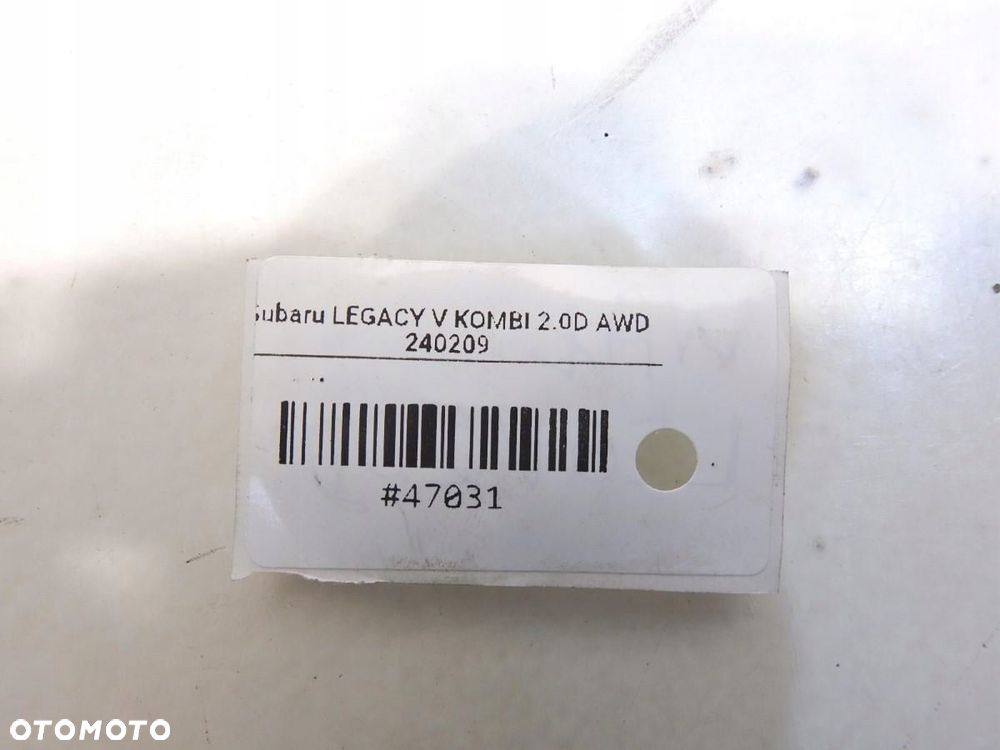 Subaru LEGACY V KOMBI 2.0D AWD
240209
#47031
OTOMOTO